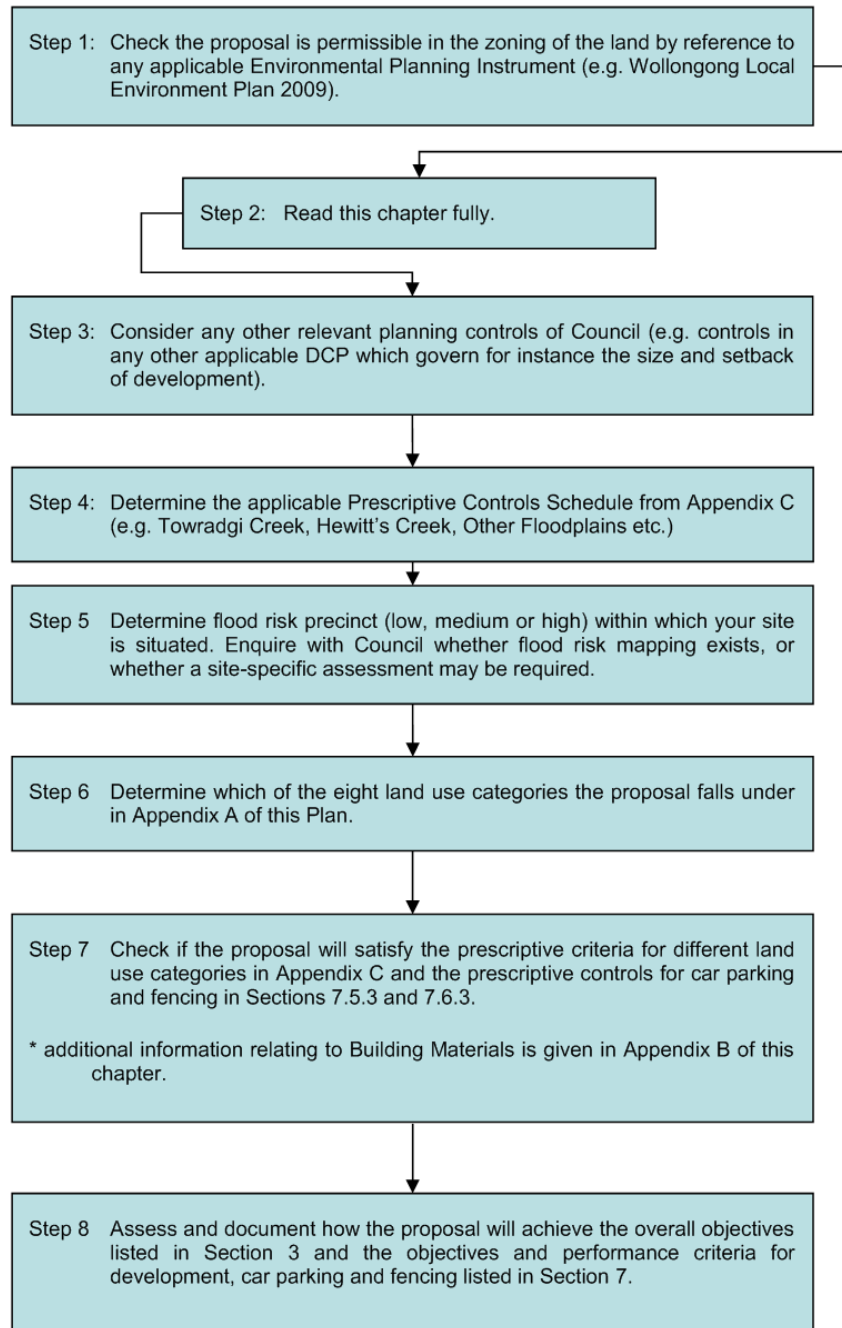 Step 1: Check the proposal is permissible in the zoning of the land by reference to
any applicable Environmental Planning Instrument (e.g. Wollongong Local
Environment Plan 2009).
Step 2: Read this chapter fully.
Step 3: Consider any other relevant planning controls of Council (e.g. controls in
any other applicable DCP which govern for instance the size and setback
of development).
Step 4: Determine the applicable Prescriptive Controls Schedule from Appendix C
(e.g. Towradgi Creek, Hewitt's Creek, Other Floodplains etc.)
Step 5 Determine flood risk precinct (low, medium or high) within which your site
is situated. Enquire with Council whether flood risk mapping exists, or
whether a site-specific assessment may be required.
Step 6 Determine which of the eight land use categories the proposal falls under
in Appendix A of this Plan.
Step 7 Check if the proposal will satisfy the prescriptive criteria for different land
use categories in Appendix C and the prescriptive controls for car parking
and fencing in Sections 7.5.3 and 7.6.3.
* additional information relating to Building Materials is given in Appendix B of this
chapter.
Step 8 Assess and document how the proposal will achieve the overall objectives
listed in Section 3 and the objectives and performance criteria for
development, car parking and fencing listed in Section 7.